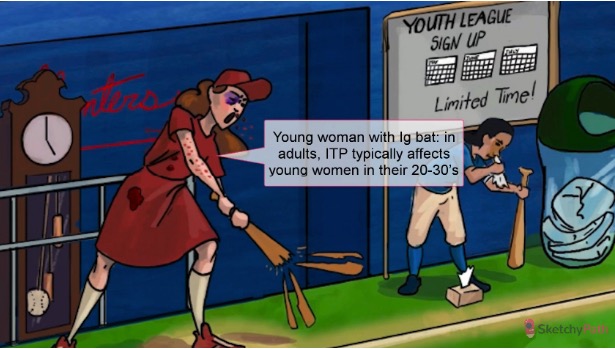 YOUTH LEAGUE
SIGN UP
Limited Time!
Young woman with Ig bat: in
adults, ITP typically affects
young women in their 20-30's